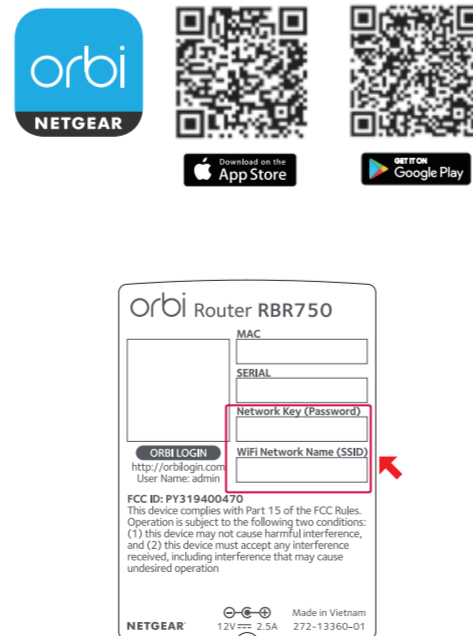 orbi
NETGEAR
Download on the
App Store
GET IT ON
Google Play
orbi Router RBR750
MAC
SERIAL
Network Key (Password)
WiFi Network Name (SSID)
ORBI LOGIN
http://orbilogin.com
User Name: admin
FCC ID: PY319400470
This device complies with Part 15 of the FCC Rules.
Operation is subject to the following two conditions:
(1) this device may not cause harmful interference,
and (2) this device must accept any interference
received, including interference that may cause
undesired operation
NETGEAR
12V 2.5A
Made in Vietnam
272-13360-01